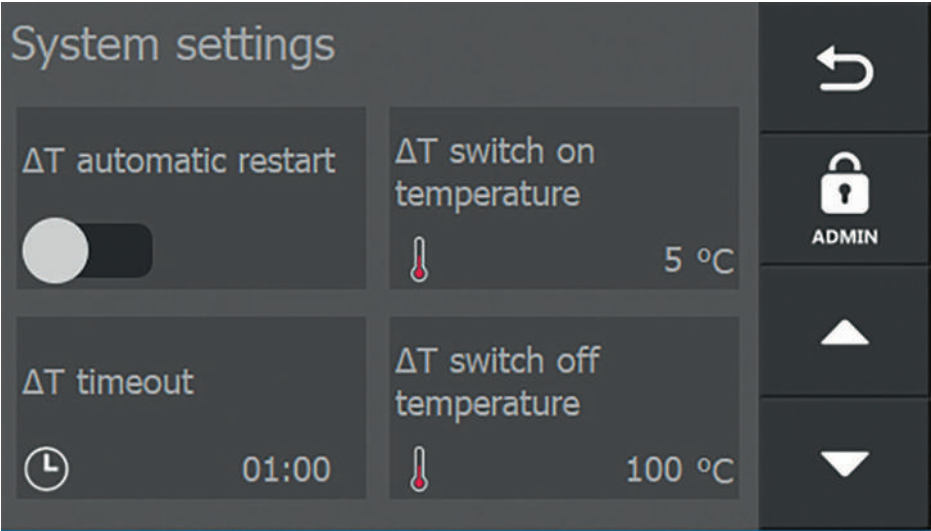 System settings
ΔT automatic restart
ΔT switch on
temperature
5 °C
ΔT timeout
01:00
ΔT switch off
temperature
100 °C
ADMIN